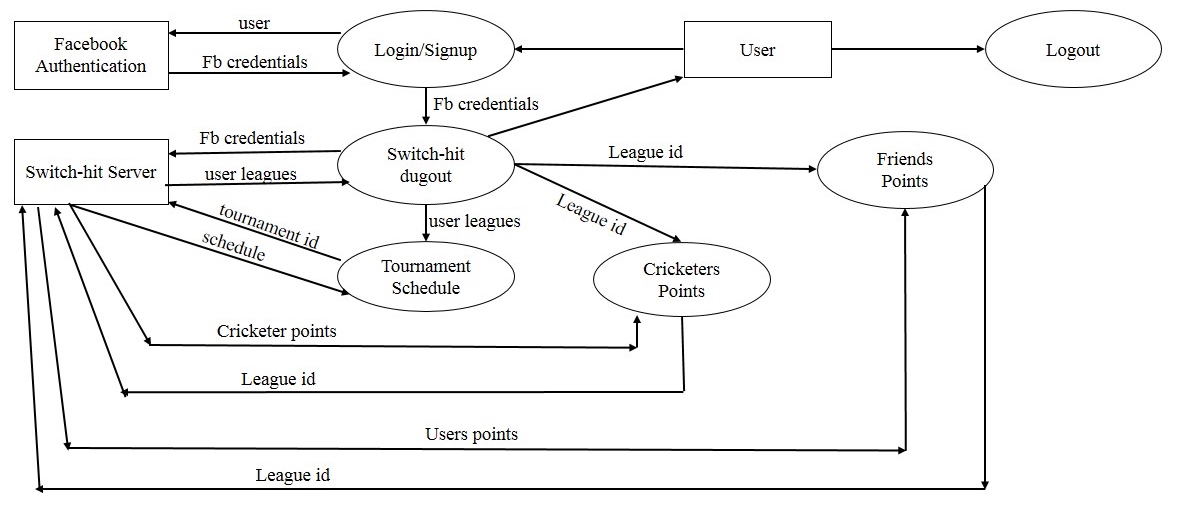 user
Facebook
Authentication
Fb credentials
Login/Signup
User
Logout
Fb credentials
Switch-hit Server
Fb credentials
user leagues
Switch-hit
dugout
League id
Friends
Points
League id
tournament id
schedule
user leagues
Tournament
Schedule
Cricketers
Points
Cricketer points
League id
Users points
League id